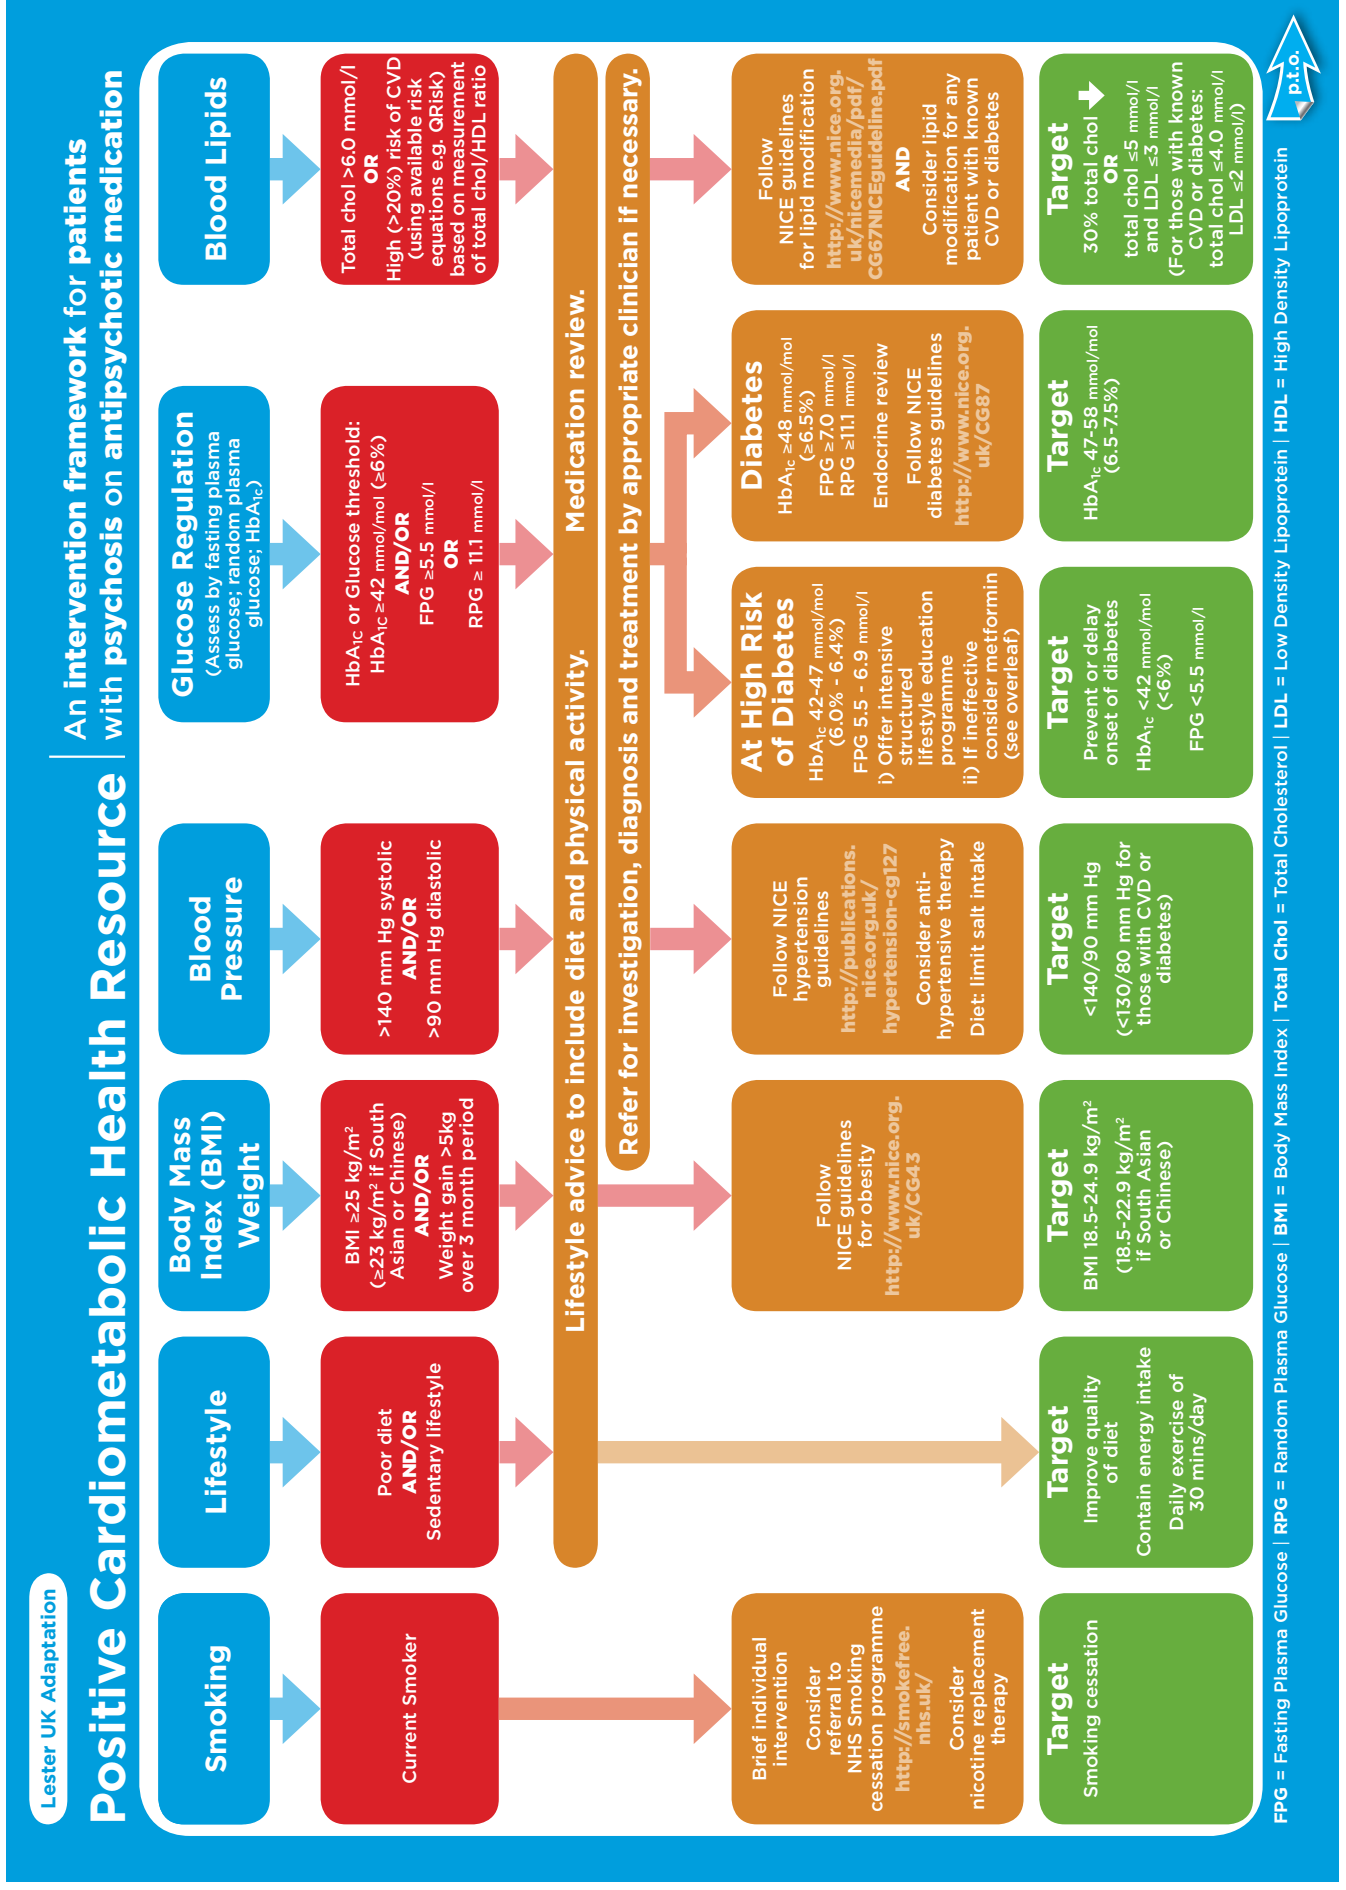 Lester UK Adaptation
Positive Cardiometabolic Health Resource
An intervention framework for patients
with psychosis on antipsychotic medication
Smoking
Lifestyle
Body Mass
Index (BMI)
Weight
Blood
Pressure
Glucose Regulation
(Assess by fasting plasma
glucose; random plasma
glucose; HbA1c)
Blood Lipids
Current Smoker
Poor diet
AND/OR
Sedentary lifestyle
BMI ≥25 kg/m²
(≥23 kg/m² if South
Asian or Chinese)
AND/OR
Weight gain >5kg
over 3 month period
>140 mm Hg systolic
AND/OR
>90 mm Hg diastolic
HbA1C or Glucose threshold:
HbA1C ≥42 mmol/mol (≥6%)
AND/OR
FPG ≥5.5 mmol/l
OR
RPG ≥ 11.1 mmol/l
Total chol >6.0 mmol/l
OR
High (>20%) risk of CVD
(using available risk
equations e.g. QRisk)
based on measurement
of total chol/HDL ratio
Lifestyle advice to include diet and physical activity. Medication review.
Refer for investigation, diagnosis and treatment by appropriate clinician if necessary.
Brief individual
intervention
Consider
referral to
NHS Smoking
cessation programme
http://smokefree.
nhs.uk/
Consider
nicotine replacement
therapy
Follow
NICE guidelines
for obesity
http://www.nice.org.
uk/CG43
Follow NICE
hypertension
guidelines
http://publications.
nice.org.uk/
hypertension-cg127
Consider anti-
hypertensive therapy
Diet: limit salt intake
At High Risk
of Diabetes
HbA1c 42-47 mmol/mol
(6.0% - 6.4%)
FPG 5.5 - 6.9 mmol/l
i) Offer intensive
structured
lifestyle education
programme
ii) If ineffective
consider metformin
(see overleaf)
Diabetes
HbA1c ≥48 mmol/mol
(≥6.5%)
FPG ≥7.0 mmol/l
RPG ≥11.1 mmol/l
Endocrine review
Follow NICE
diabetes guidelines
http://www.nice.org.
uk/CG87
Follow
NICE guidelines
for lipid modification
http://www.nice.org.
uk/nicemedia/pdf/
CG67NICEguideline.pdf
AND
Consider lipid
modification for any
patient with known
CVD or diabetes
Target
Smoking cessation
Target
Improve quality
of diet
Contain energy intake
Daily exercise of
30 mins/day
Target
BMI 18.5-24.9 kg/m²
(18.5-22.9 kg/m²
if South Asian
or Chinese)
Target
<140/90 mm Hg
(<130/80 mm Hg for
those with CVD or
diabetes)
Target
Prevent or delay
onset of diabetes
HbA1c <42 mmol/mol
(<6%)
FPG <5.5 mmol/l
Target
HbA1c 47-58 mmol/mol
(6.5-7.5%)
Target
30% total chol
OR
total chol ≤5 mmol/l
and LDL ≤3 mmol/l
(For those with known
CVD or diabetes:
total chol ≤4.0 mmol/l
LDL ≤2 mmol/l)
FPG = Fasting Plasma Glucose | RPG = Random Plasma Glucose | BMI = Body Mass Index | Total Chol = Total Cholesterol | LDL = Low Density Lipoprotein | HDL = High Density Lipoprotein
p.t.o.